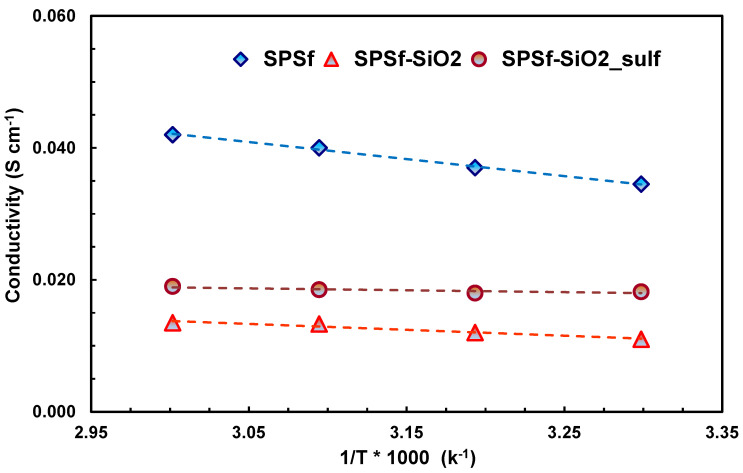 0.060
SPSf SPSf-SiO2 SPSf-SiO2_sulf
0.040
Conductivity (S cm⁻¹)
0.020
0.000
2.95 3.05 3.15 3.25 3.35
1/T * 1000 (k⁻¹)